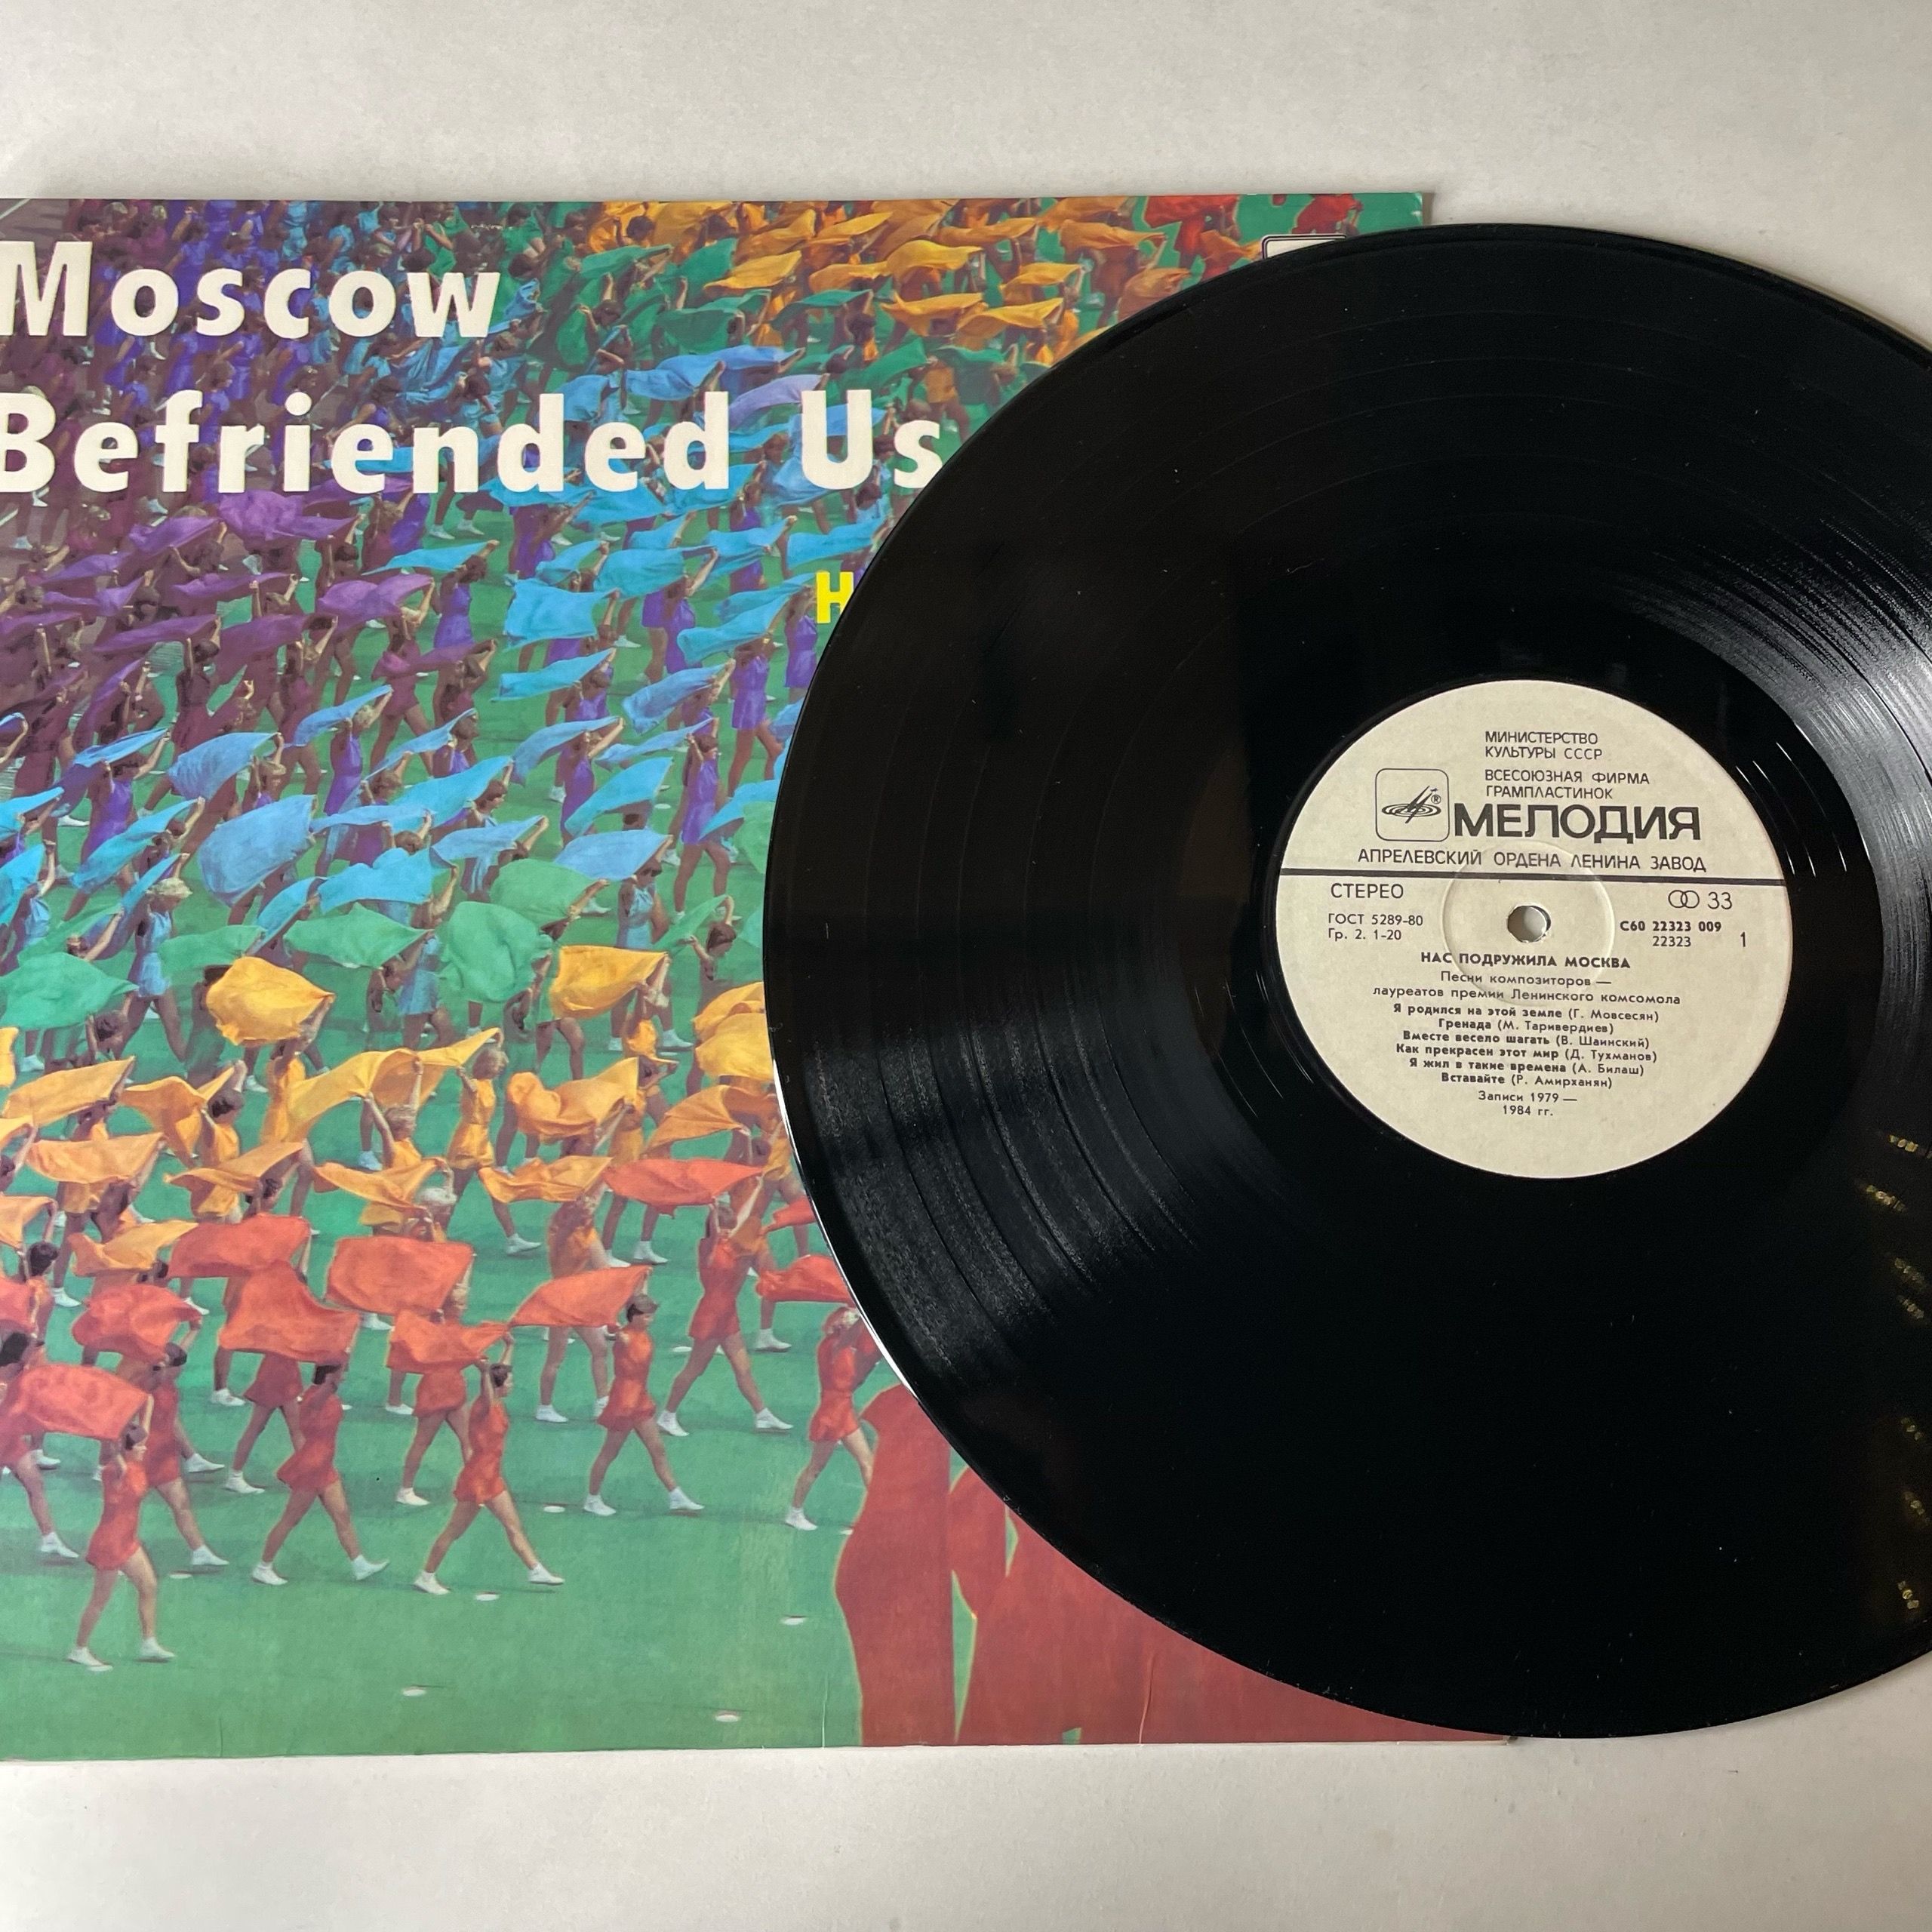 Moscow
Befriended Us
Н
МИНИСТЕРСТВО
КУЛЬТУРЫ СССР
ВСЕСОЮЗНАЯ ФИРМА
ГРАМПЛАСТИНОК
МЕЛОДИЯ
АПРЕЛЕВСКИЙ ОРДЕНА ЛЕНИНА ЗАВОД
СТЕРЕО 33
ГОСТ 5289-80 С60 22323 009
Гр. 2. 1-20 22323 1
НАС ПОДРУЖИЛА МОСКВА
Песни композиторов —
лауреатов премии Ленинского комсомола
Я родился на этой земле (Г. Мовсесян)
Гренада (М. Таривердиев)
Вместе весело шагать (В. Шаинский)
Как прекрасен этот мир (Д. Тухманов)
Я жил в такие времена (А. Билаш)
Вставайте (Р. Амирханян)
Записи 1979 —
1984 гг.